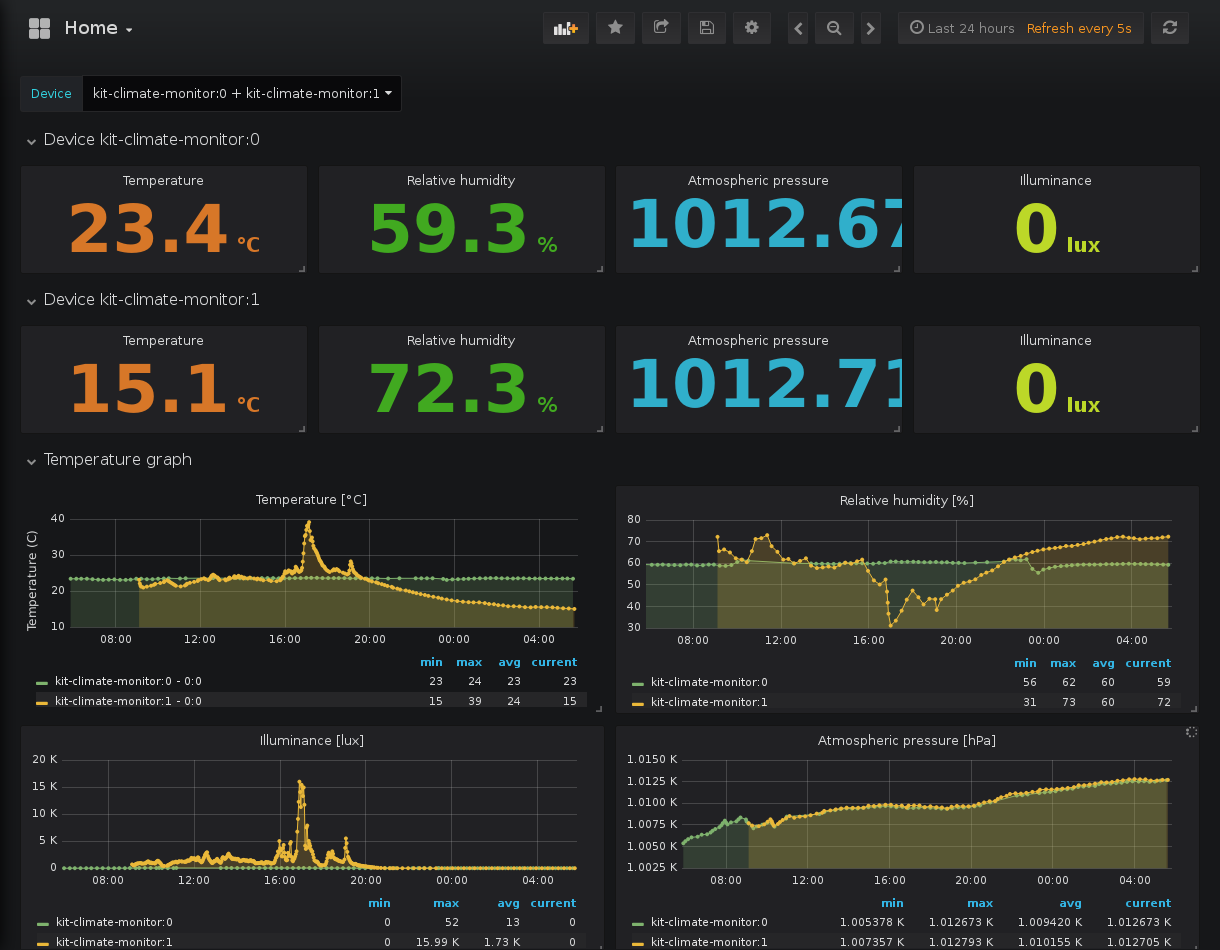 Home
Last 24 hours Refresh every 5s
Device kit-climate-monitor:0 + kit-climate-monitor:1
Device kit-climate-monitor:0
Temperature Relative humidity Atmospheric pressure Illuminance
23.4 °C 59.3 % 1012.67 0 lux
Device kit-climate-monitor:1
Temperature Relative humidity Atmospheric pressure Illuminance
15.1 °C 72.3 % 1012.71 0 lux
Temperature graph
Temperature [°C]
Temperature (C)
40
30
20
10
08:00 12:00 16:00 20:00 00:00 04:00
min max avg current
kit-climate-monitor:0 - 0:0 23 24 23 23
kit-climate-monitor:1 - 0:0 15 39 24 15
Relative humidity [%]
80
70
60
50
40
30
08:00 12:00 16:00 20:00 00:00 04:00
min max avg current
kit-climate-monitor:0 56 62 60 59
kit-climate-monitor:1 31 73 60 72
Illuminance [lux]
20 K
15 K
10 K
5 K
0
08:00 12:00 16:00 20:00 00:00 04:00
min max avg current
kit-climate-monitor:0 0 52 13 0
kit-climate-monitor:1 0 15.99 K 1.73 K 0
Atmospheric pressure [hPa]
1.0150 K
1.0125 K
1.0100 K
1.0075 K
1.0050 K
1.0025 K
08:00 12:00 16:00 20:00 00:00 04:00
min max avg current
kit-climate-monitor:0 1.005378 K 1.012673 K 1.009420 K 1.012673 K
kit-climate-monitor:1 1.007357 K 1.012793 K 1.010155 K 1.012705 K